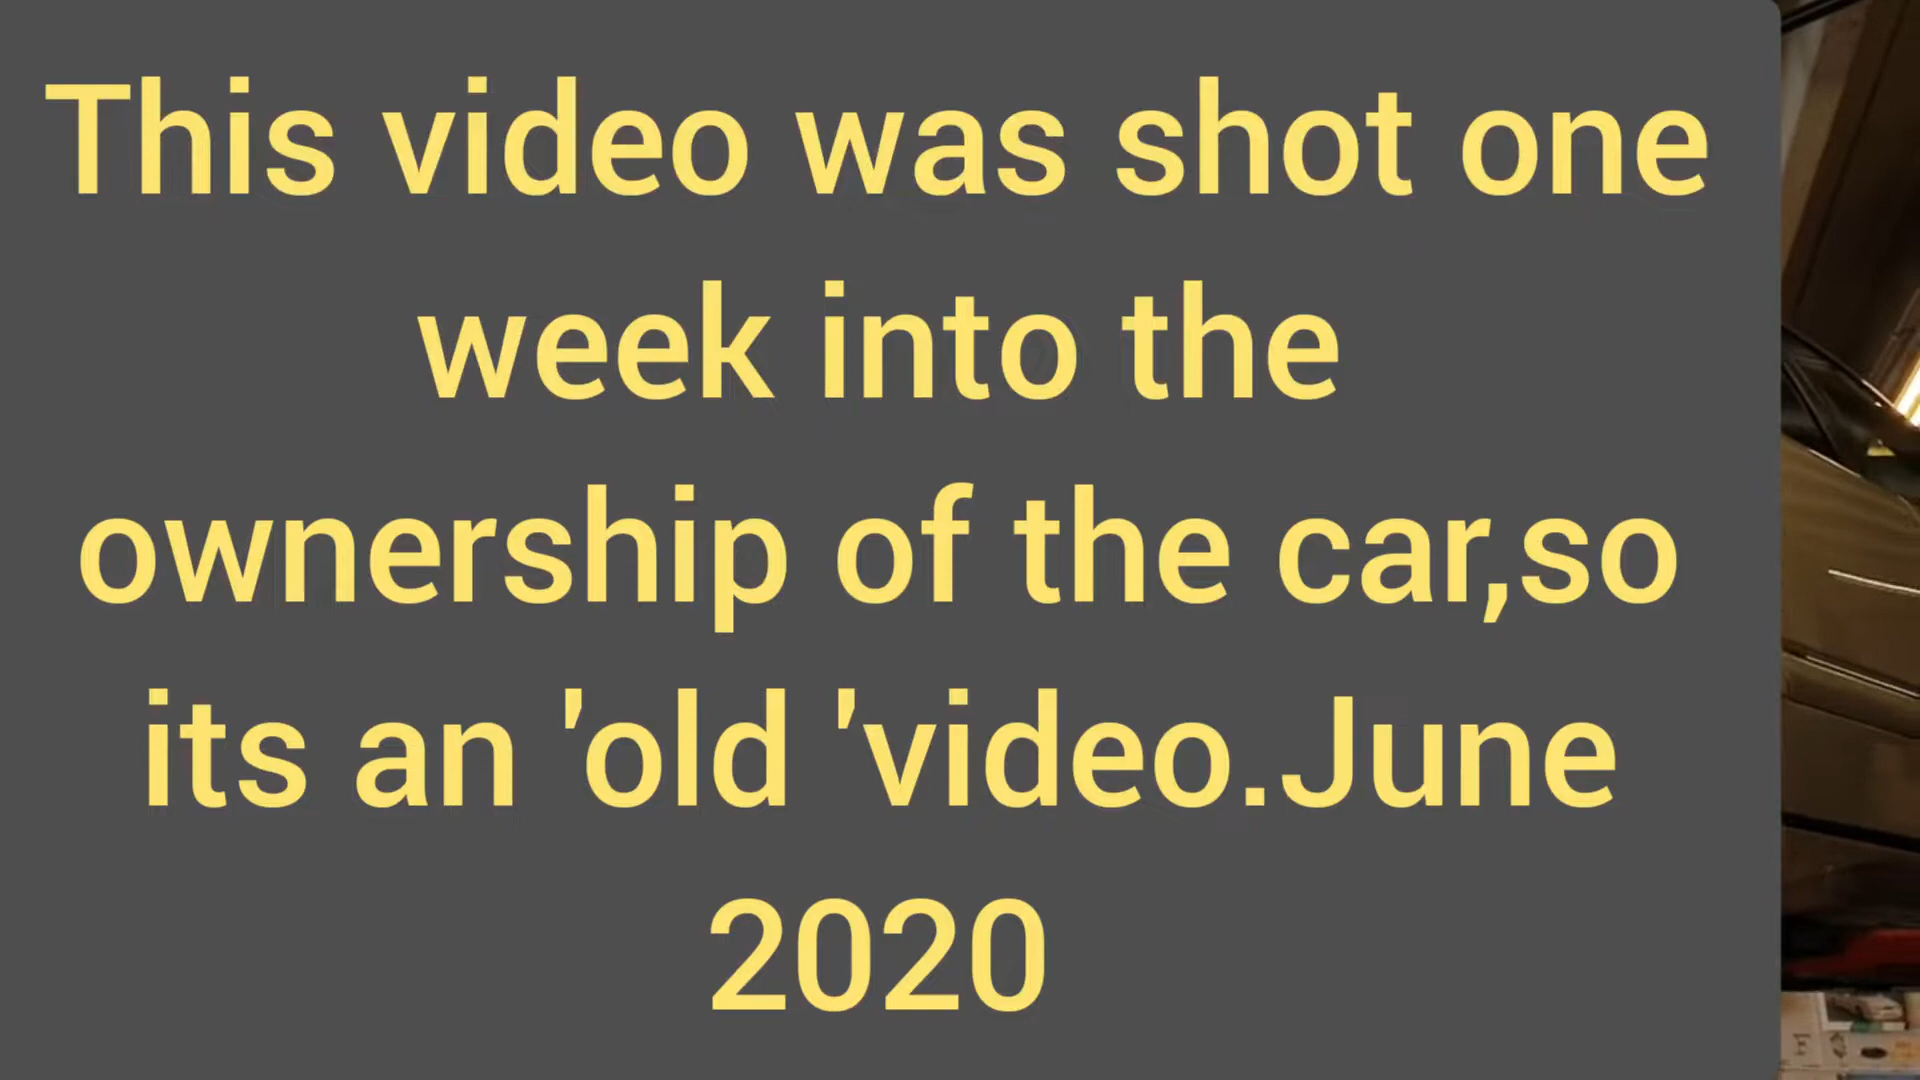 This video was shot one
week into the
ownership of the car,so
its an 'old 'video.June
2020